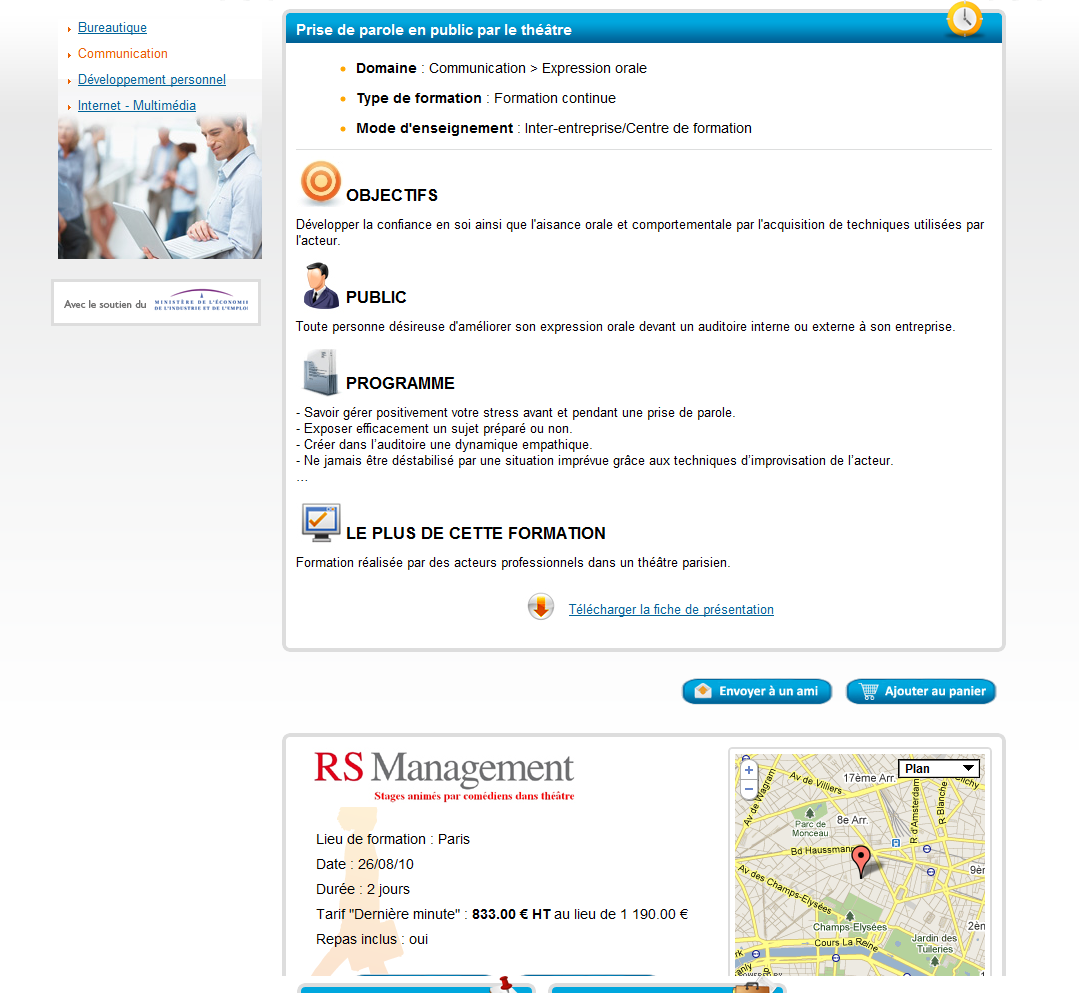 Bureautique
Communication
Développement personnel
Internet - Multimédia
Avec le soutien du
MINISTÈRE DE L'ÉCONOMIE
DE L'INDUSTRIE ET DE L'EMPLOI
Prise de parole en public par le théâtre
Domaine : Communication > Expression orale
Type de formation : Formation continue
Mode d'enseignement : Inter-entreprise/Centre de formation
OBJECTIFS
Développer la confiance en soi ainsi que l'aisance orale et comportementale par l'acquisition de techniques utilisées par
l'acteur.
PUBLIC
Toute personne désireuse d'améliorer son expression orale devant un auditoire interne ou externe à son entreprise.
PROGRAMME
- Savoir gérer positivement votre stress avant et pendant une prise de parole.
- Exposer efficacement un sujet préparé ou non.
- Créer dans l’auditoire une dynamique empathique.
- Ne jamais être déstabilisé par une situation imprévue grâce aux techniques d’improvisation de l’acteur.
…
LE PLUS DE CETTE FORMATION
Formation réalisée par des acteurs professionnels dans un théâtre parisien.
Télécharger la fiche de présentation
Envoyer à un ami
Ajouter au panier
RS Management
Stages animés par comédiens dans théâtre
Lieu de formation : Paris
Date : 26/08/10
Durée : 2 jours
Tarif "Dernière minute" : 833.00 € HT au lieu de 1 190.00 €
Repas inclus : oui
Plan
+
−
17ème Arr.
Av de Villiers
Clichy
Av de Wagram
R d'Amsterdam
R Blanche
Parc de
Monceau
8e Arr.
Bd Haussmann
9èr
Av des Champs-Elysées
Champs-Elysées
2èn
Cours La Reine
Jardin des
Tuileries